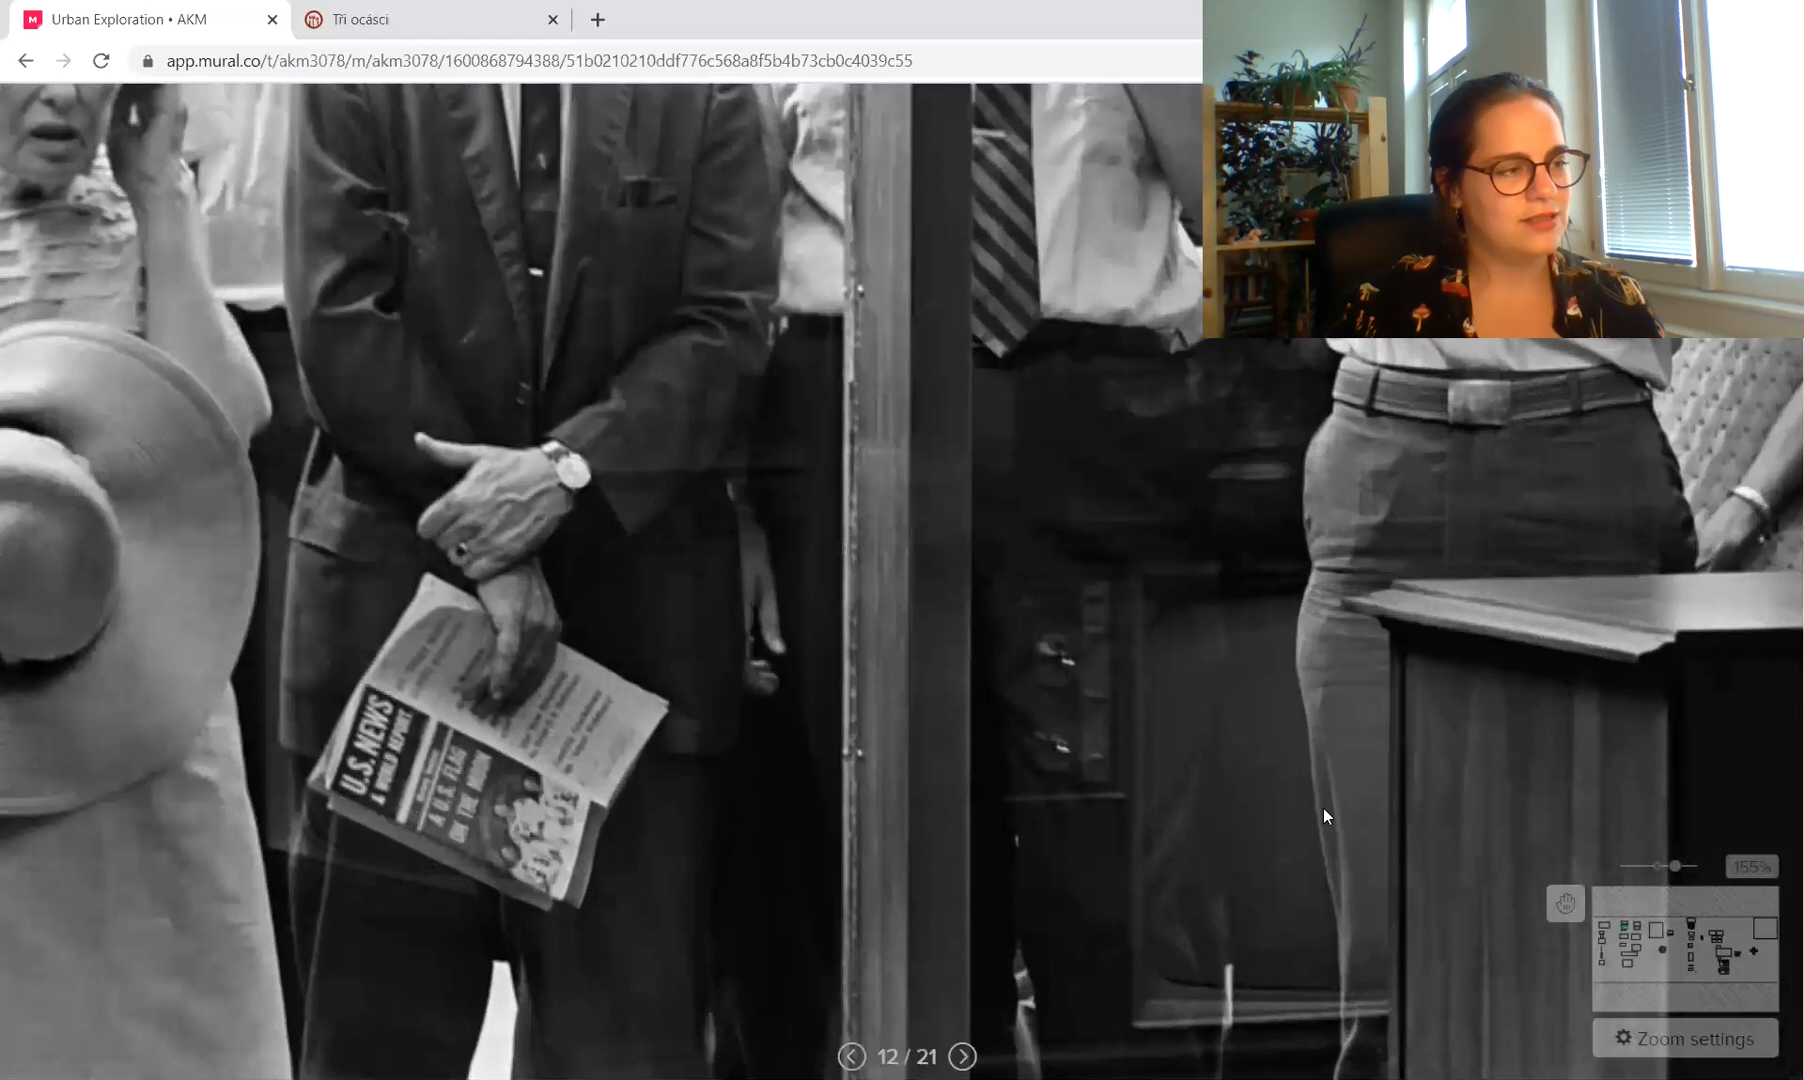 Urban Exploration • AKM
Tři ocásci
app.mural.co/t/akm3078/m/akm3078/1600868794388/51b0210210ddf776c568a8f5b4b73cb0c4039c55
U.S. NEWS
& WORLD REPORT
A U.S. FLAG
ON THE MOON
155%
12 / 21
Zoom settings